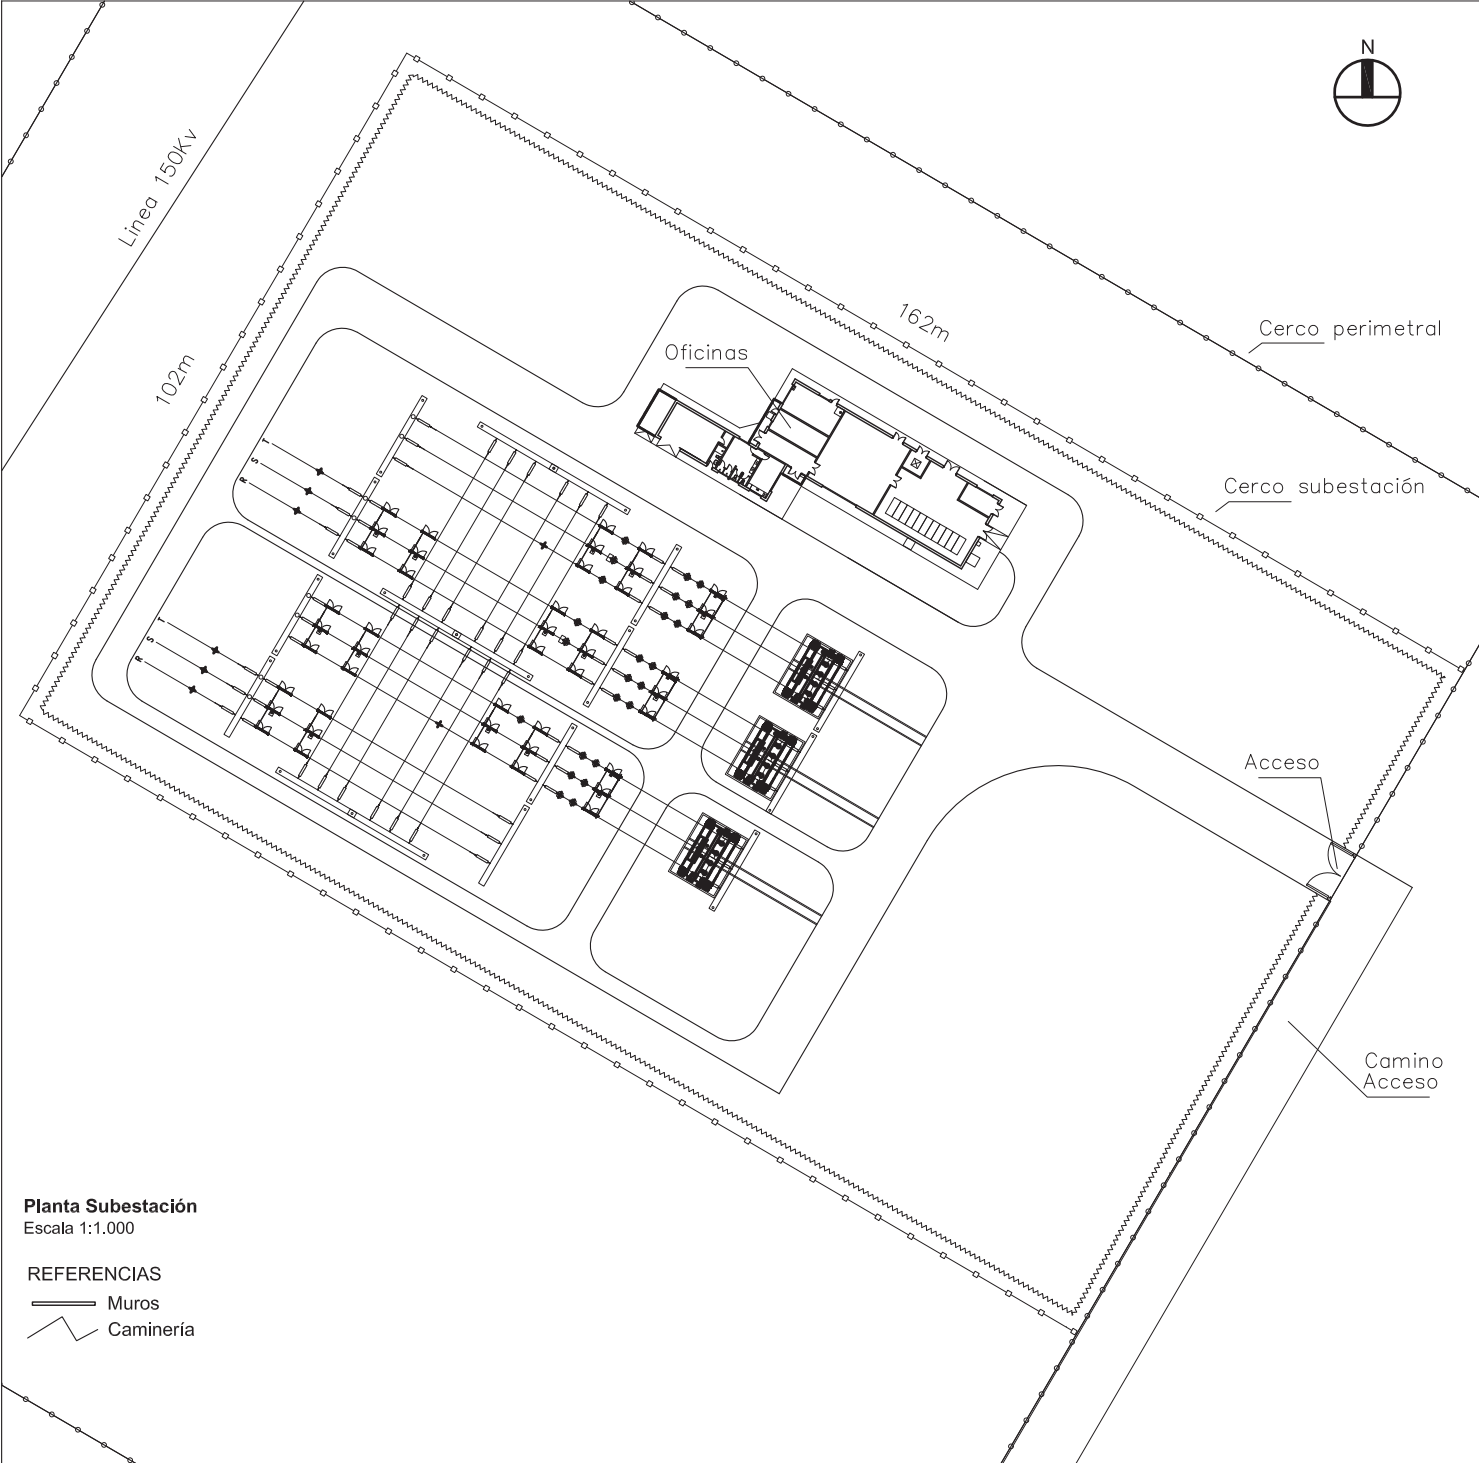 N
Linea 150Kv
162m
Cerco perimetral
Oficinas
102m
T
S
R
Cerco subestación
T
S
R
Acceso
Camino
Acceso
Planta Subestación
Escala 1:1.000
REFERENCIAS
Muros
Caminería